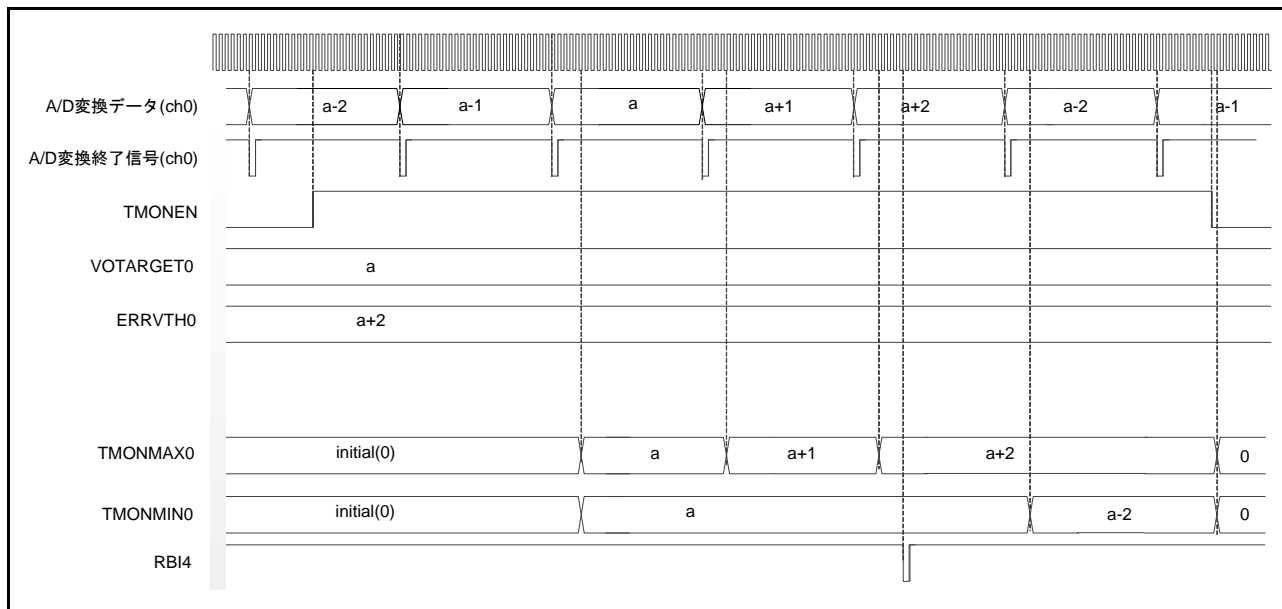 A/D変換データ(ch0) a-2 a-1 a a+1 a+2 a-2 a-1
A/D変換終了信号(ch0)
TMONEN
VOTARGET0 a
ERRVTH0 a+2
TMONMAX0 initial(0) a a+1 a+2 0
TMONMIN0 initial(0) a a-2 0
RBI4